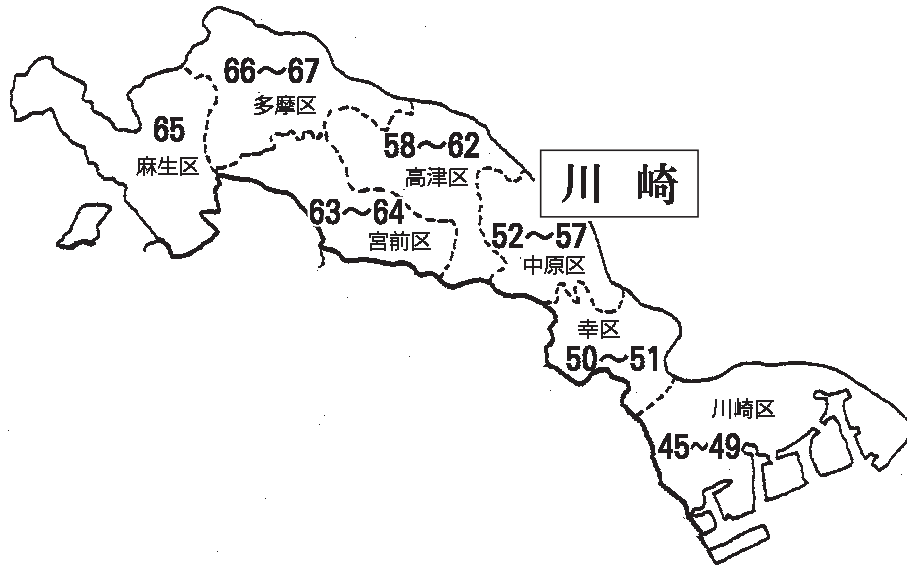 66〜67
多摩区
65
麻生区
58〜62
高津区
川崎
63〜64
宮前区
52〜57
中原区
幸区
50〜51
川崎区
45~49